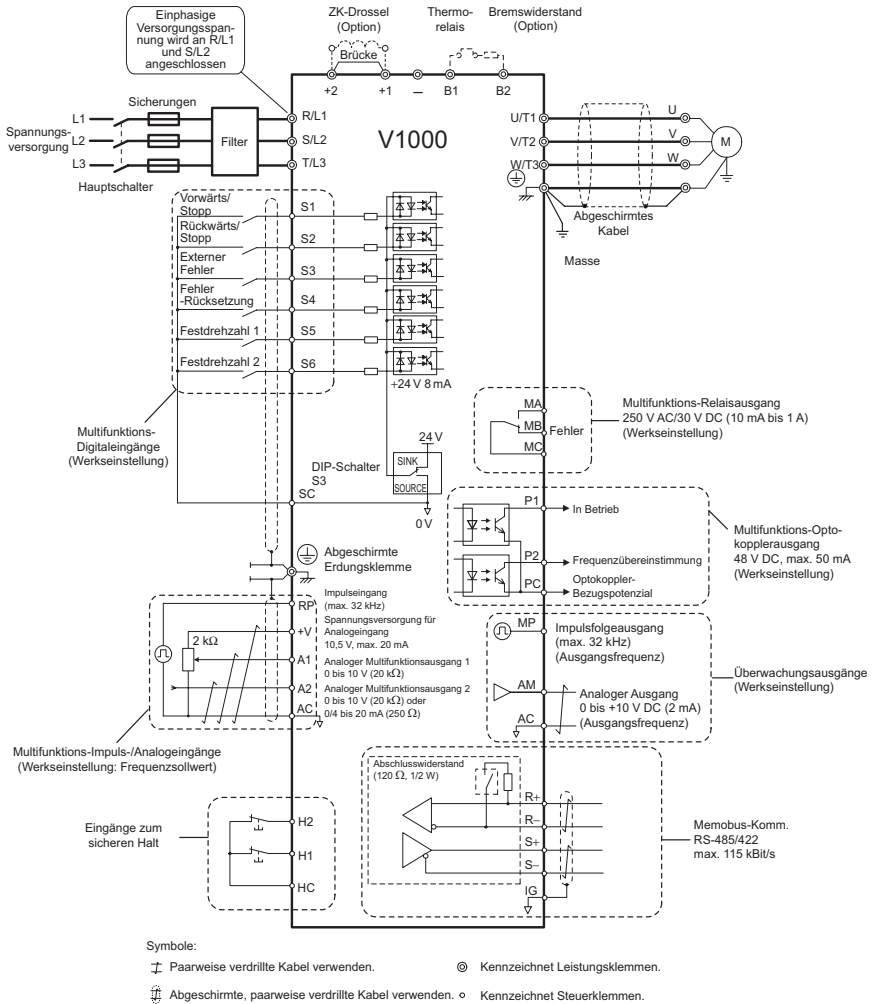 Einphasige
Versorgungsspan-
nung wird an R/L1
und S/L2
angeschlossen
ZK-Drossel
(Option)
Thermo-
relais
Bremswiderstand
(Option)
Brücke
+2
+1
–
B1
B2
Spannungs-
versorgung
L1
L2
L3
Sicherungen
Hauptschalter
Filter
R/L1
S/L2
T/L3
V1000
U/T1
V/T2
W/T3
U
V
W
M
Abgeschirmtes
Kabel
Masse
Vorwärts/
Stopp
S1
Rückwärts/
Stopp
S2
Externer
Fehler
S3
Fehler
-Rücksetzung
S4
Festdrehzahl 1
S5
Festdrehzahl 2
S6
+24 V 8 mA
Multifunktions-
Digitaleingänge
(Werkseinstellung)
24 V
DIP-Schalter
S3
SINK
SOURCE
SC
0 V
MA
MB
MC
Fehler
Multifunktions-Relaisausgang
250 V AC/30 V DC (10 mA bis 1 A)
(Werkseinstellung)
P1
In Betrieb
P2
Frequenzübereinstimmung
PC
Optokoppler-
Bezugspotenzial
Multifunktions-Opto-
kopplerausgang
48 V DC, max. 50 mA
(Werkseinstellung)
Abgeschirmte
Erdungsklemme
RP
Impulseingang
(max. 32 kHz)
+V
Spannungsversorgung für
Analogeingang
10,5 V, max. 20 mA
2 kΩ
A1
Analoger Multifunktionsausgang 1
0 bis 10 V (20 kΩ)
A2
Analoger Multifunktionsausgang 2
0 bis 10 V (20 kΩ) oder
0/4 bis 20 mA (250 Ω)
AC
Multifunktions-Impuls-/Analogeingänge
(Werkseinstellung: Frequenzsollwert)
MP
Impulsfolgeausgang
(max. 32 kHz)
(Ausgangsfrequenz)
AM
Analoger Ausgang
0 bis +10 V DC (2 mA)
(Ausgangsfrequenz)
AC
Überwachungsausgänge
(Werkseinstellung)
Abschlusswiderstand
(120 Ω, 1/2 W)
R+
R–
S+
S–
IG
Memobus-Komm.
RS-485/422
max. 115 kBit/s
Eingänge zum
sicheren Halt
H2
H1
HC
Symbole:
Paarweise verdrillte Kabel verwenden.
Kennzeichnet Leistungsklemmen.
Abgeschirmte, paarweise verdrillte Kabel verwenden.
Kennzeichnet Steuerklemmen.